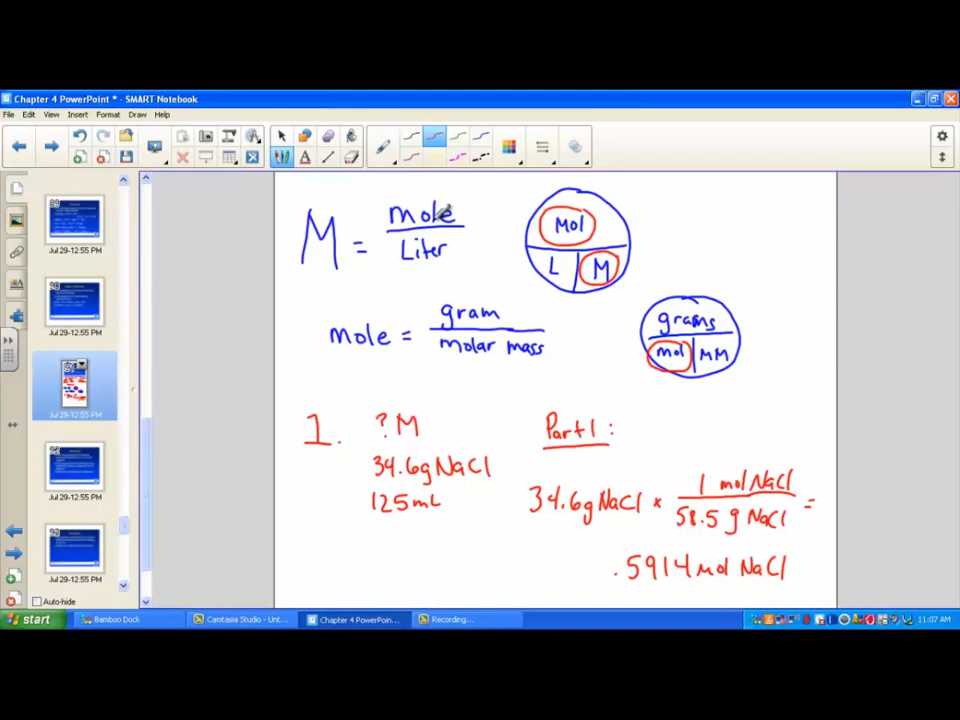 Chapter 4 PowerPoint * - SMART Notebook
File Edit View Insert Format Draw Help
Jul 29-12:55 PM
Jul 29-12:55 PM
Jul 29-12:55 PM
Jul 29-12:55 PM
Jul 29-12:55 PM
Auto-hide
M = mole
Liter
Mol
L M
mole = gram
molar mass
grams
mol MM
1. ? M
34.6g NaCl
125mL
Part 1 :
34.6g NaCl × 1 mol NaCl =
58.5 g NaCl
.5914 mol NaCl
start Bamboo Dock Camtasia Studio - Unt... Chapter 4 PowerPoin... Recording... 11:07 AM